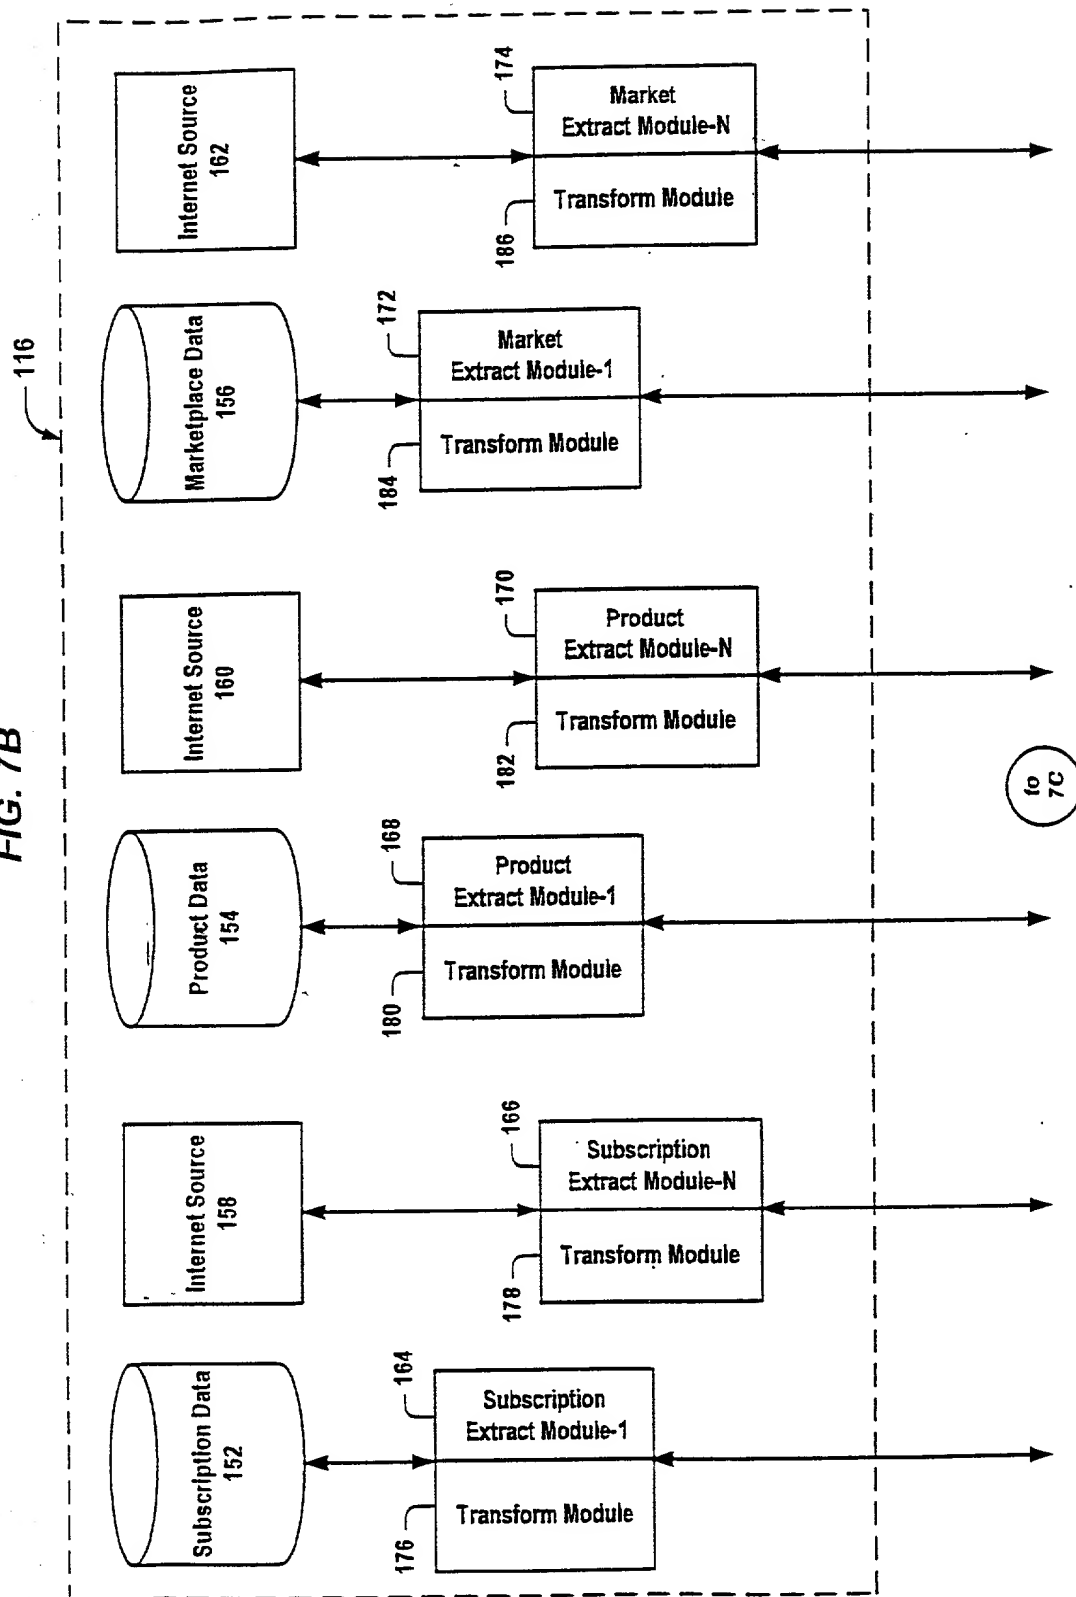 FIG. 7B
116
Subscription Data
152
Internet Source
158
Product Data
154
Internet Source
160
Marketplace Data
156
Internet Source
162
176
164
Transform Module
Subscription
Extract Module-1
178
166
Transform Module
Subscription
Extract Module-N
180
168
Transform Module
Product
Extract Module-1
182
170
Transform Module
Product
Extract Module-N
184
172
Transform Module
Market
Extract Module-1
186
174
Transform Module
Market
Extract Module-N
to
7C